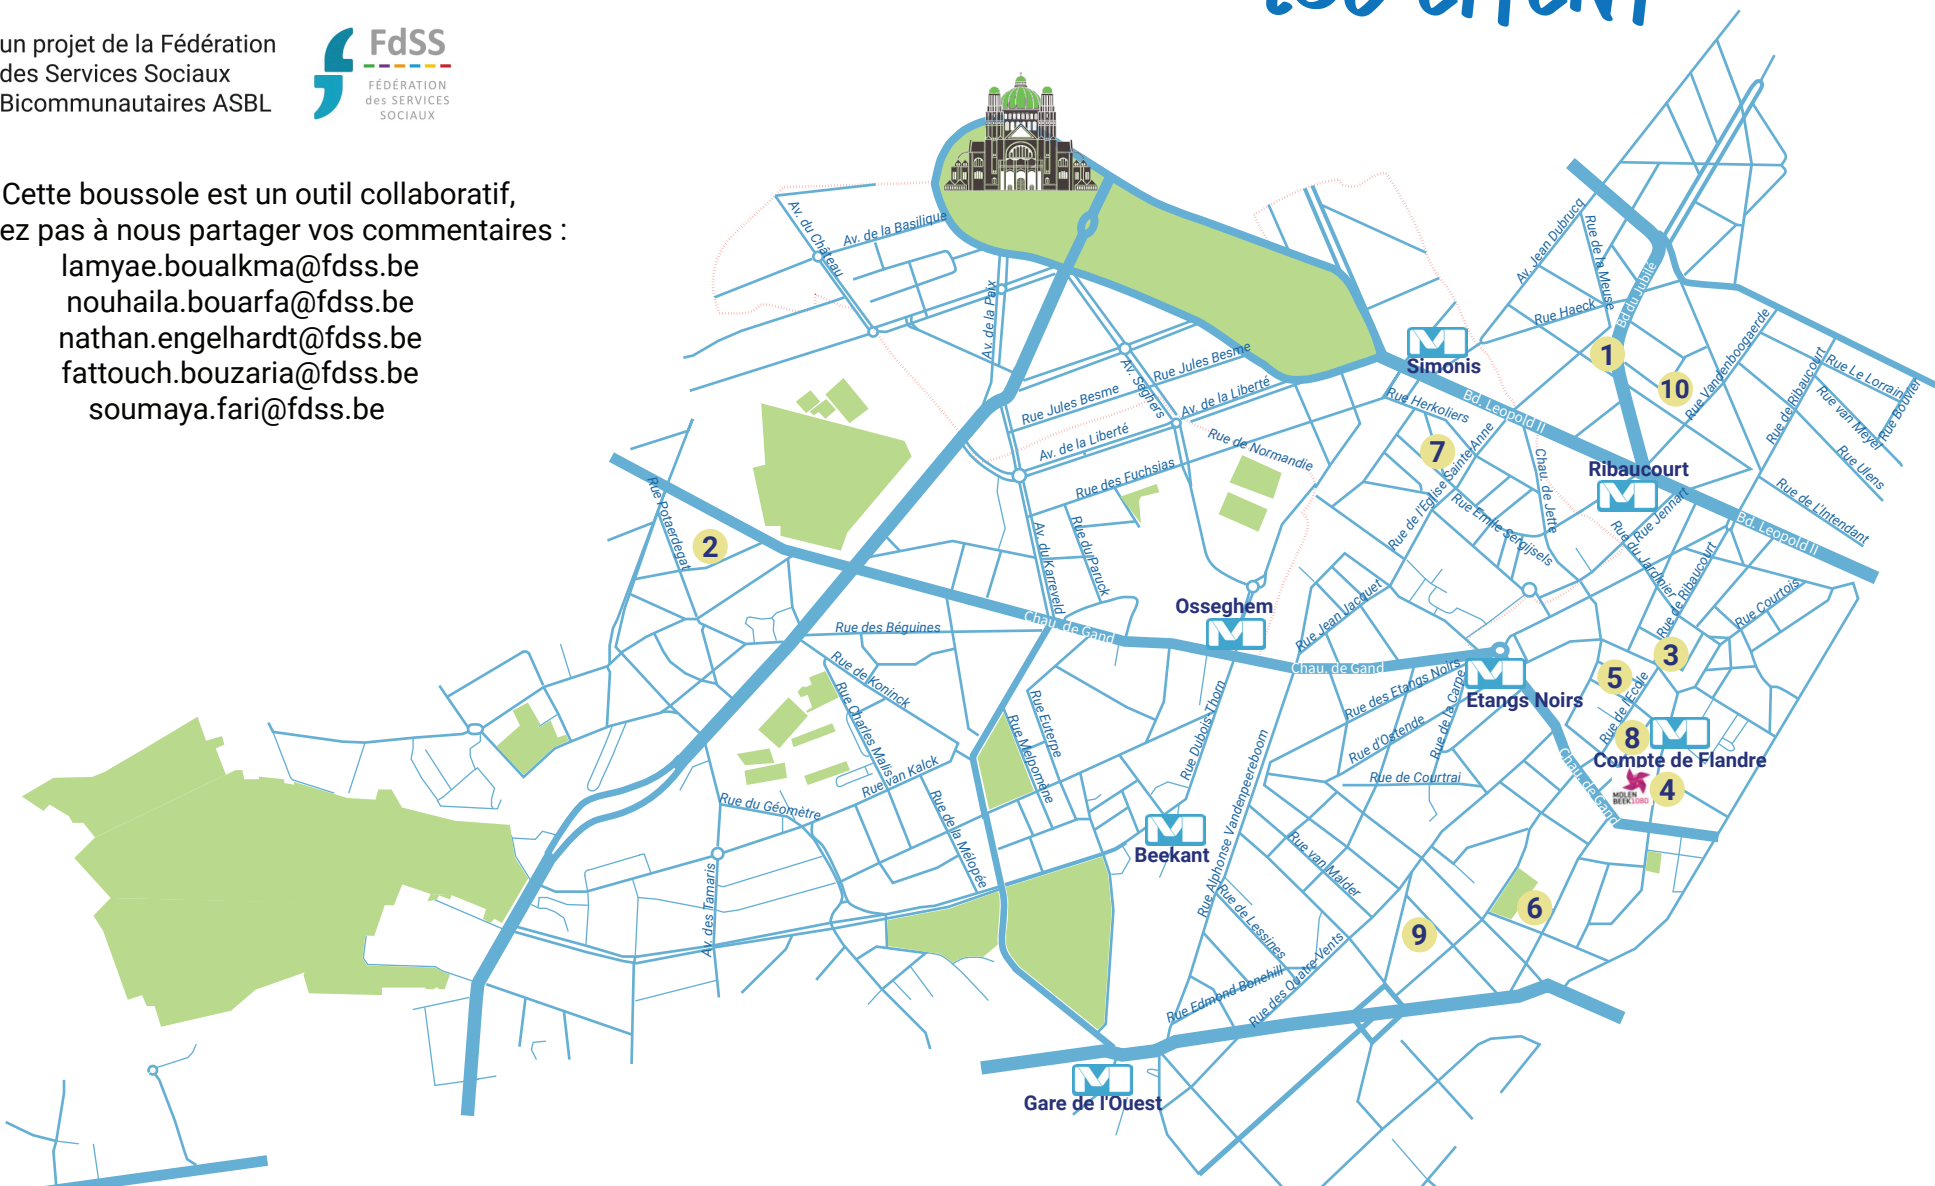 LOGEMENT
un projet de la Fédération
des Services Sociaux
Bicommunautaires ASBL
FdSS
FÉDÉRATION
des SERVICES
SOCIAUX
Cette boussole est un outil collaboratif,
ez pas à nous partager vos commentaires :
lamyae.boualkma@fdss.be
nouhaila.bouarfa@fdss.be
nathan.engelhardt@fdss.be
fattouch.bouzaria@fdss.be
soumaya.fari@fdss.be
Av. du Château
Av. de la Basilique
Av. de la Paix
Av. Seghers
Rue Jules Besme
Rue Jules Besme
Av. de la Liberté
Av. de la Liberté
Rue des Fuchsias
Rue de Normandie
Av. Jean Dubrucq
Rue de la Meuse
Rue Haeck
Bd du Jubilé
1
10
Simonis
Rue Herkoliers
Bd. Leopold II
Rue Vandenboogaerde
Rue de Ribaucourt
Rue Le Lorrain
Rue van Meyel
Rue Bouvier
Rue Ulens
Rue de L'Intendant
Bd. Leopold II
7
Rue de l'Eglise Sainte-Anne
Chau. de Jette
Ribaucourt
Rue Emile Sergijsels
Rue Jennart
Rue du Jardinier
Rue de Ribaucourt
Rue Courtois
Rue Potaerdegat
2
Av. du Karreveld
Rue du Paruck
Chau. de Gand
Osseghem
Rue Jean Jacquet
Chau. de Gand
Rue des Béguines
Rue de Koninck
Rue Charles Malis
Rue van Kalck
Rue du Géomètre
Rue de la Mélopée
Rue Euterpe
Rue Melpomène
Rue Dubois-Thorn
Rue des Etangs Noirs
Rue de la Carpe
Etangs Noirs
Rue d'Ostende
Rue de Courtrai
3
5
Rue de l'Ecole
8
Compte de Flandre
Chau. de Gand
MOLEN
BEEK1080
4
Beekant
Rue Alphonse Vandenpeereboom
Rue van Malder
Rue de Lessines
6
9
Av. des Tamaris
Rue Edmond Bonehill
Rue des Quatre-Vents
Gare de l'Ouest